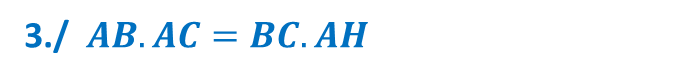 3./ AB. AC = BC. AH